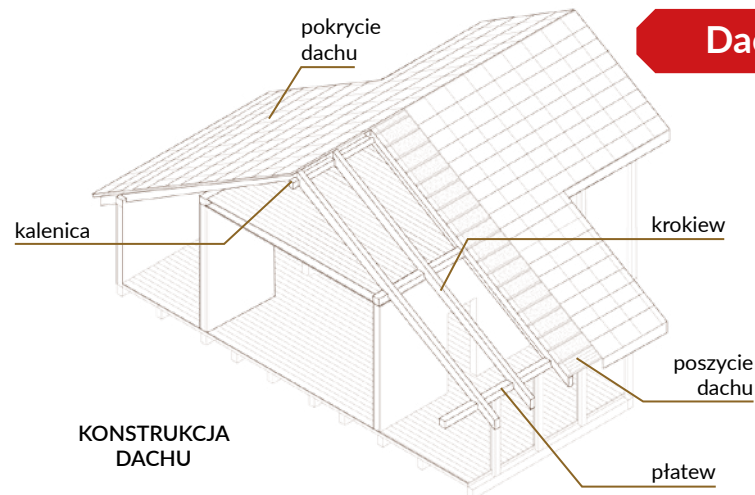 pokrycie
dachu
kalenica
krokiew
poszycie
dachu
KONSTRUKCJA
DACHU
płatew